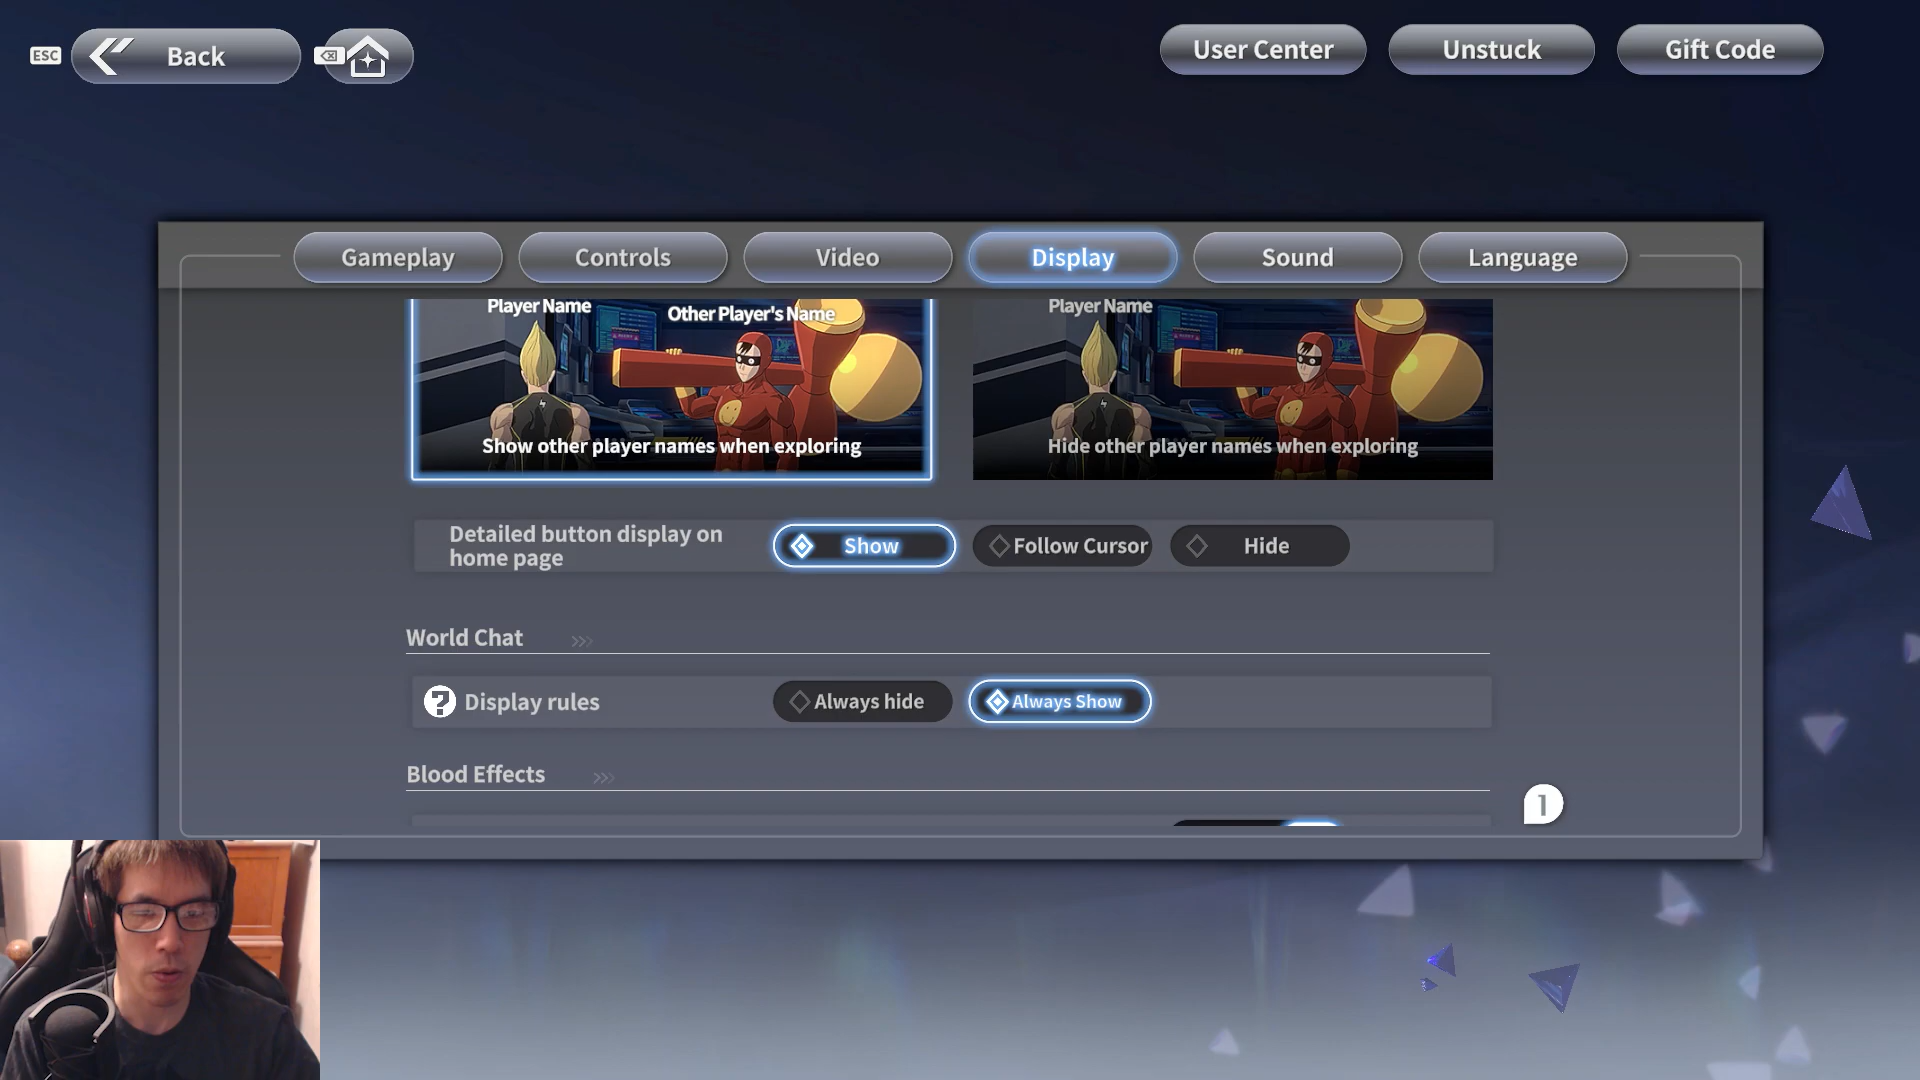 ESC
Back
User Center
Unstuck
Gift Code
Gameplay
Controls
Video
Display
Sound
Language
Player Name
Other Player's Name
Show other player names when exploring
Player Name
Hide other player names when exploring
Detailed button display on
home page
Show
Follow Cursor
Hide
World Chat
?
Display rules
Always hide
Always Show
Blood Effects
1